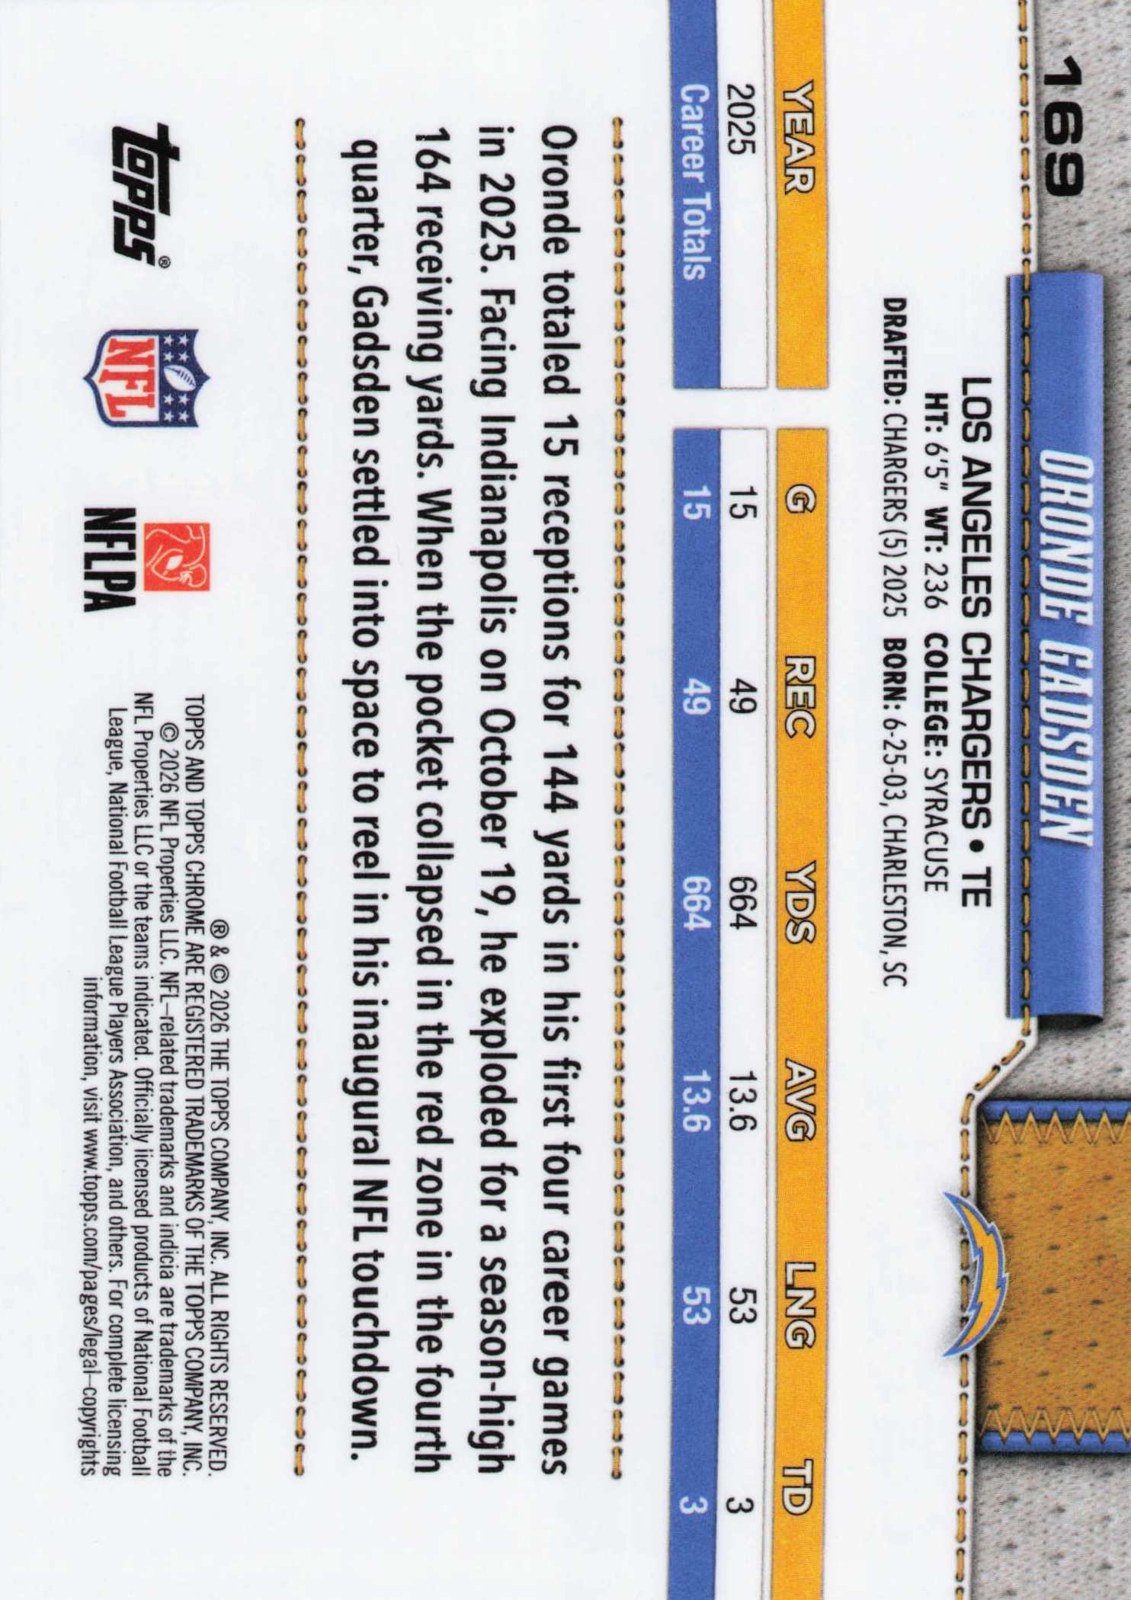 169
ORONDE GADSDEN
LOS ANGELES CHARGERS • TE
HT: 6'5" WT: 236 COLLEGE: SYRACUSE
DRAFTED: CHARGERS (5) 2025 BORN: 6-25-03, CHARLESTON, SC
YEAR G REC YDS AVG LNG TD
2025 15 49 664 13.6 53 3
Career Totals 15 49 664 13.6 53 3
Oronde totaled 15 receptions for 144 yards in his first four career games
in 2025. Facing Indianapolis on October 19, he exploded for a season-high
164 receiving yards. When the pocket collapsed in the red zone in the fourth
quarter, Gadsden settled into space to reel in his inaugural NFL touchdown.
topps®
NFL
NFLPA
® & © 2026 THE TOPPS COMPANY, INC. ALL RIGHTS RESERVED.
TOPPS AND TOPPS CHROME ARE REGISTERED TRADEMARKS OF THE TOPPS COMPANY, INC.
© 2026 NFL Properties LLC. NFL-related trademarks and indicia are trademarks of the
NFL Properties LLC or the teams indicated. Officially licensed products of National Football
League, National Football League Players Association, and others. For complete licensing
information, visit www.topps.com/pages/legal-copyrights